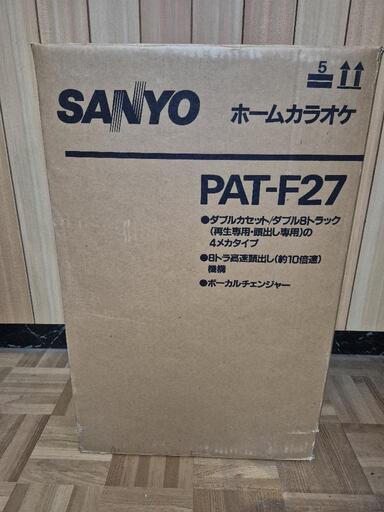 5
SANYO
ホームカラオケ
PAT-F27
●ダブルカセット/ダブル8トラック
(再生専用・頭出し専用)の
4メカタイプ
●8トラ高速頭出し(約10倍速)
機構
●ボーカルチェンジャー